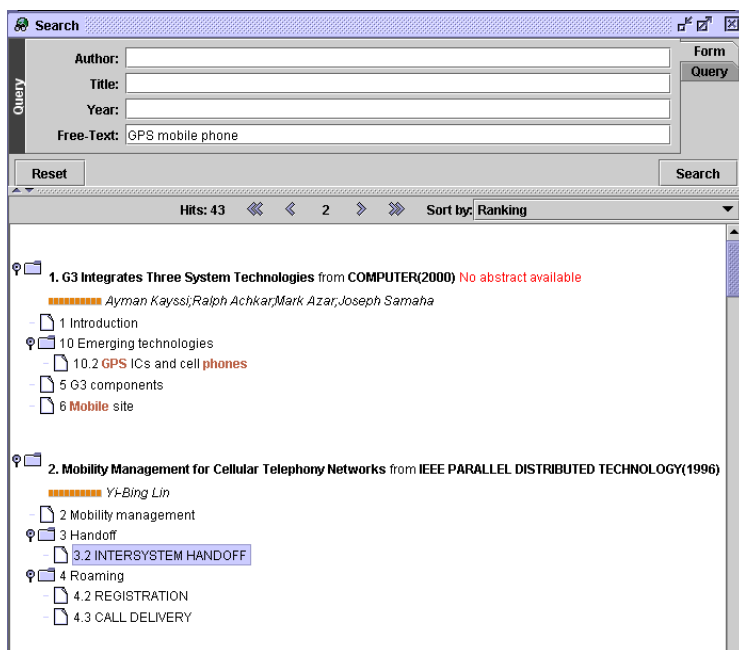 Search
Query
Author:
Title:
Year:
Free-Text: GPS mobile phone
Form
Query
Reset
Search
Hits: 43 2 Sort by: Ranking
1. G3 Integrates Three System Technologies from COMPUTER(2000) No abstract available
Ayman Kayssi;Ralph Achkar;Mark Azar;Joseph Samaha
1 Introduction
10 Emerging technologies
10.2 GPS ICs and cell phones
5 G3 components
6 Mobile site
2. Mobility Management for Cellular Telephony Networks from IEEE PARALLEL DISTRIBUTED TECHNOLOGY(1996)
Yi-Bing Lin
2 Mobility management
3 Handoff
3.2 INTERSYSTEM HANDOFF
4 Roaming
4.2 REGISTRATION
4.3 CALL DELIVERY